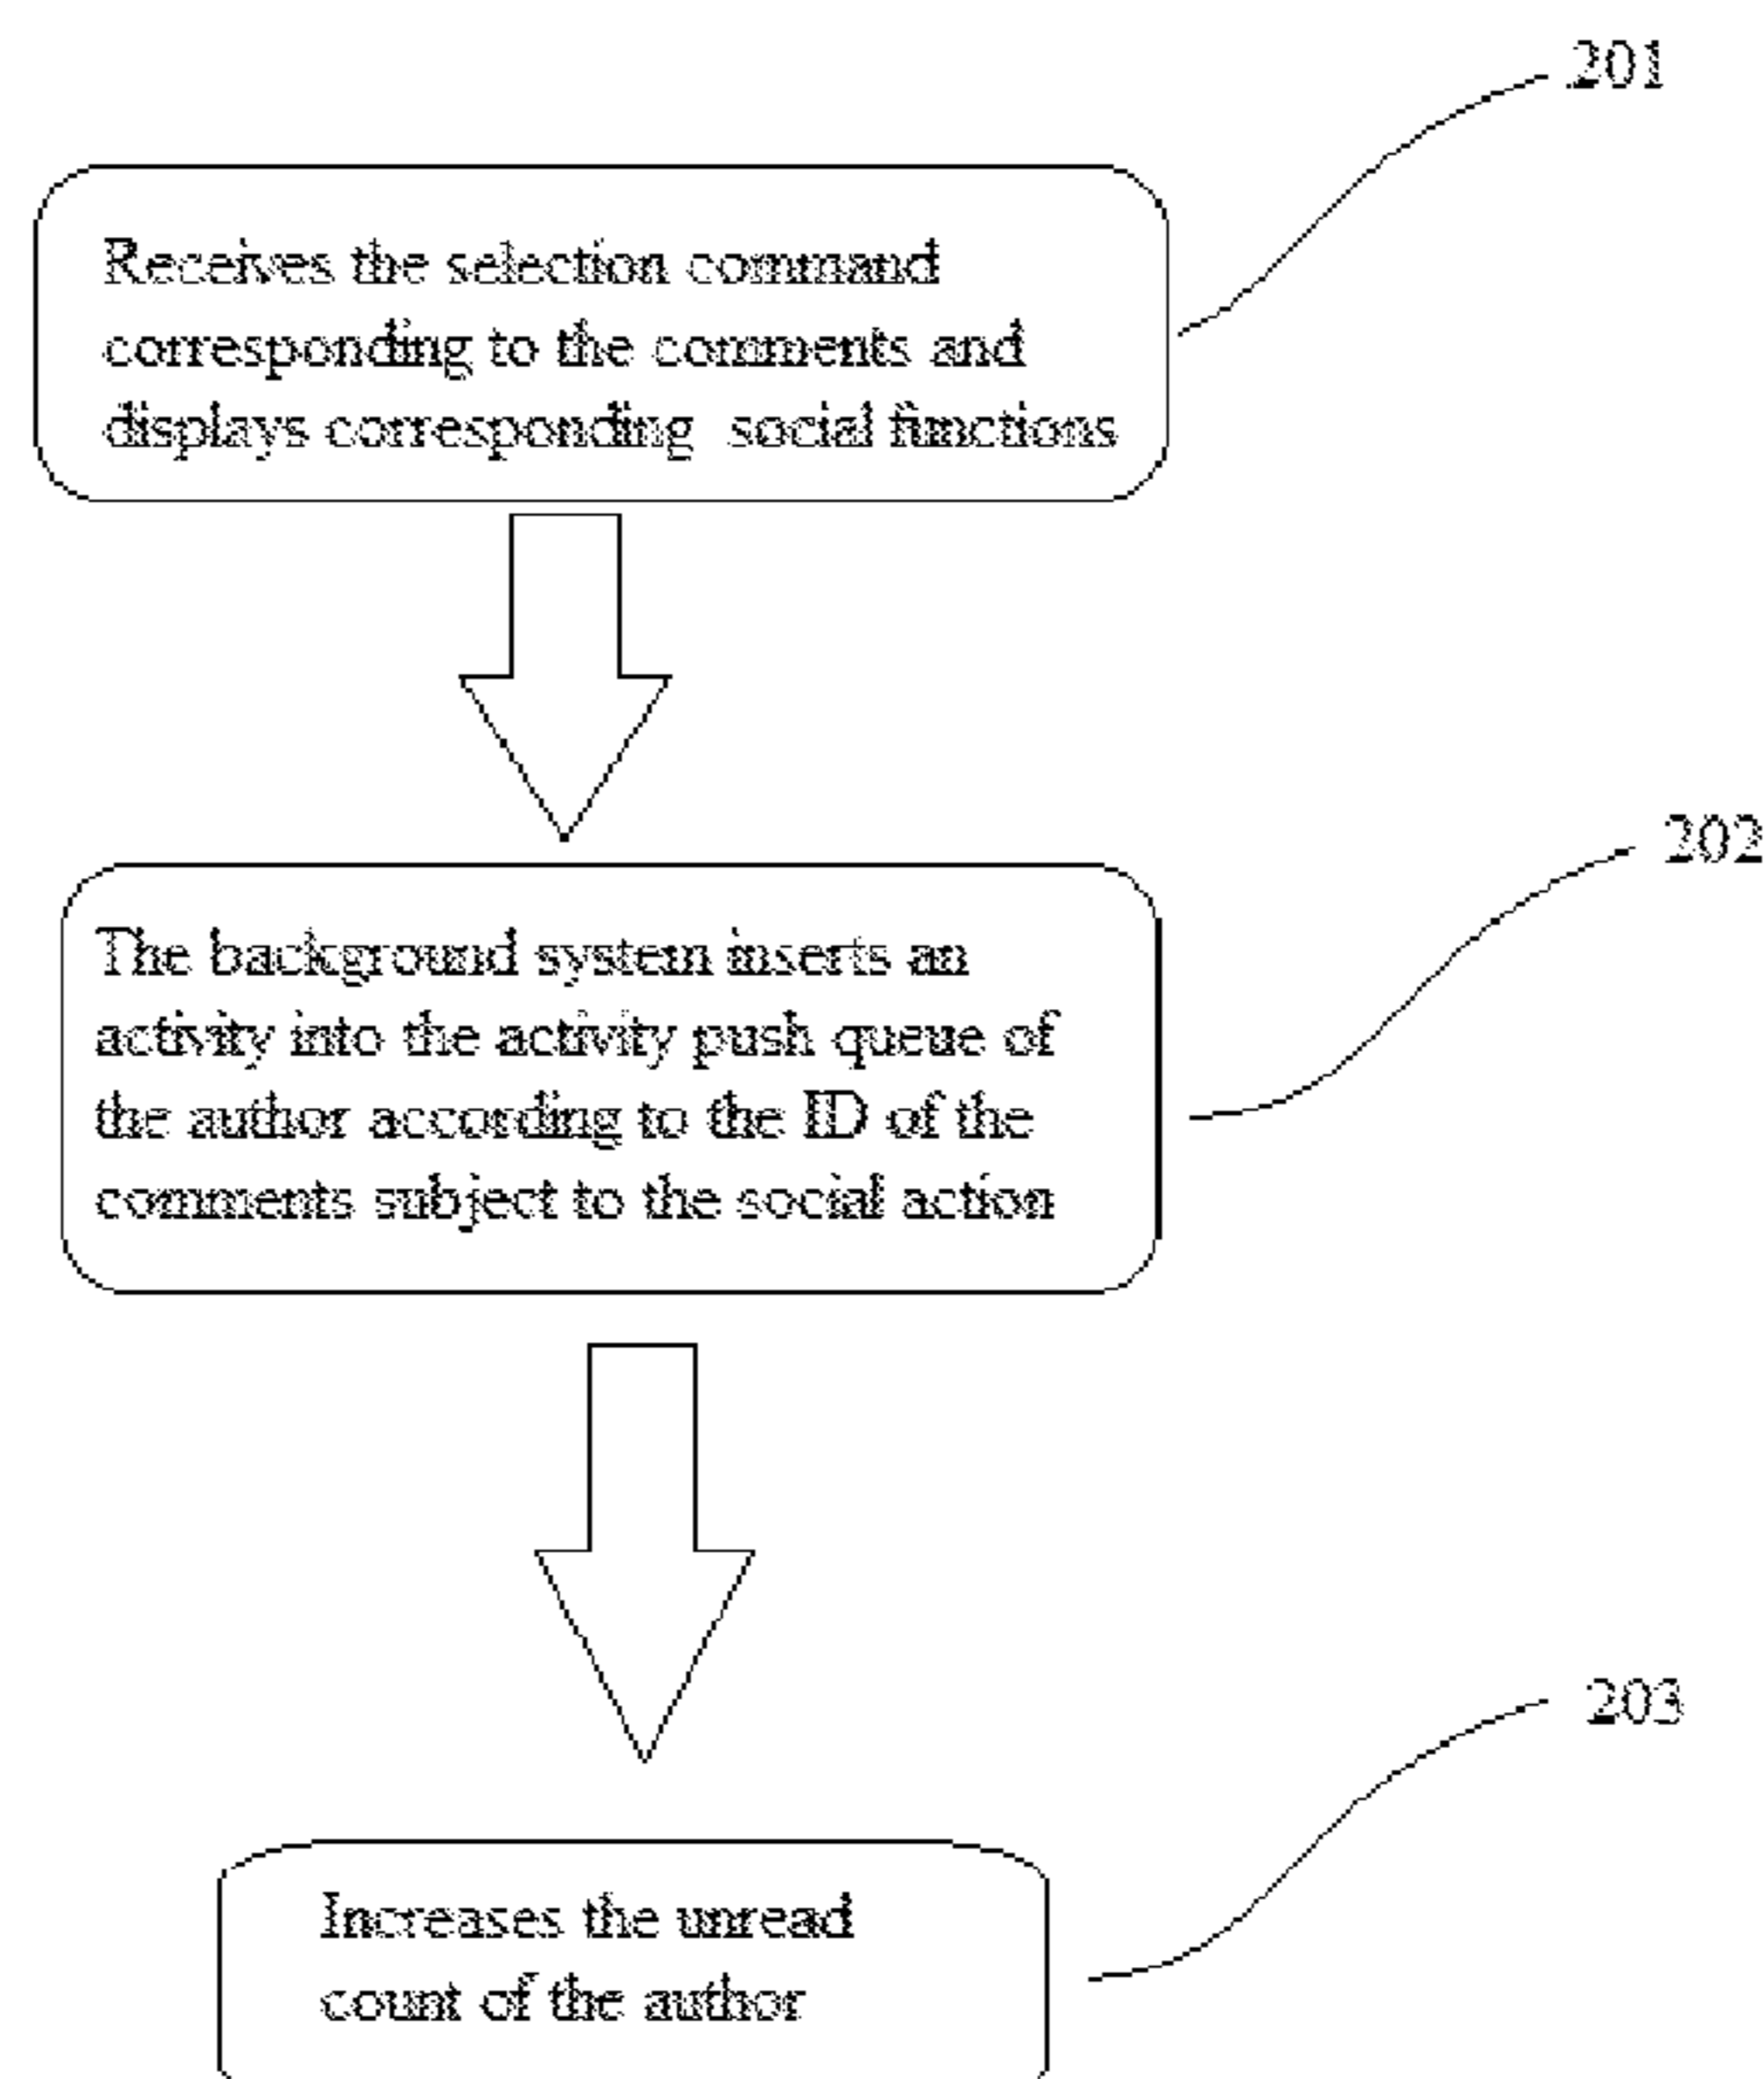 201
Receives the selection command
corresponding to the comments and
displays corresponding social functions
202
The background system inserts an
activity into the activity push queue of
the author according to the ID of the
comments subject to the social action
203
Increases the unread
count of the author